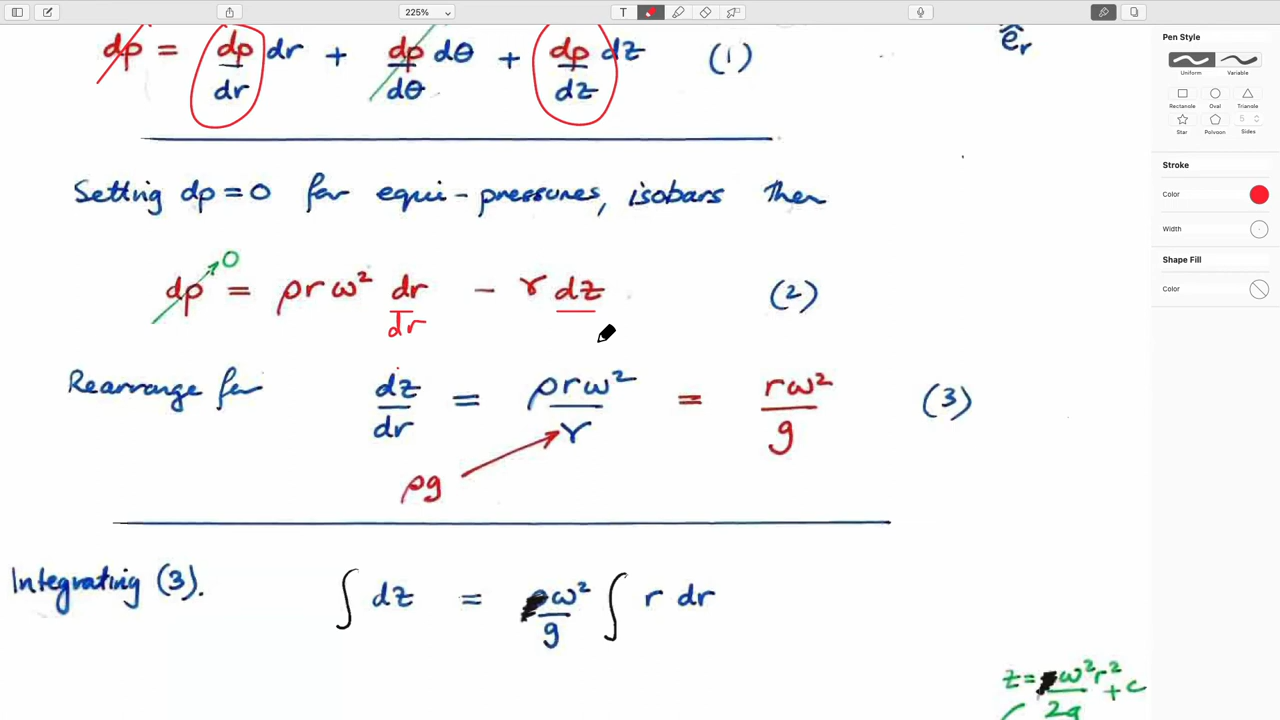 225%
T
dp = dp/dr dr + dp/dθ dθ + dp/dz dz (1)
êr
Setting dp = 0 for equi-pressures, isobars then
dp → 0 = ρrω² dr/dr − γ dz (2)
Rearrange for dz/dr = ρrω²/γ = rω²/g (3)
ρg
Integrating (3). ∫ dz = ω²/g ∫ r dr
z = ω²r²/2g + c
Pen Style
Uniform Variable
Rectangle Oval Triangle
5
Star Polygon Sides
Stroke
Color
Width
Shape Fill
Color